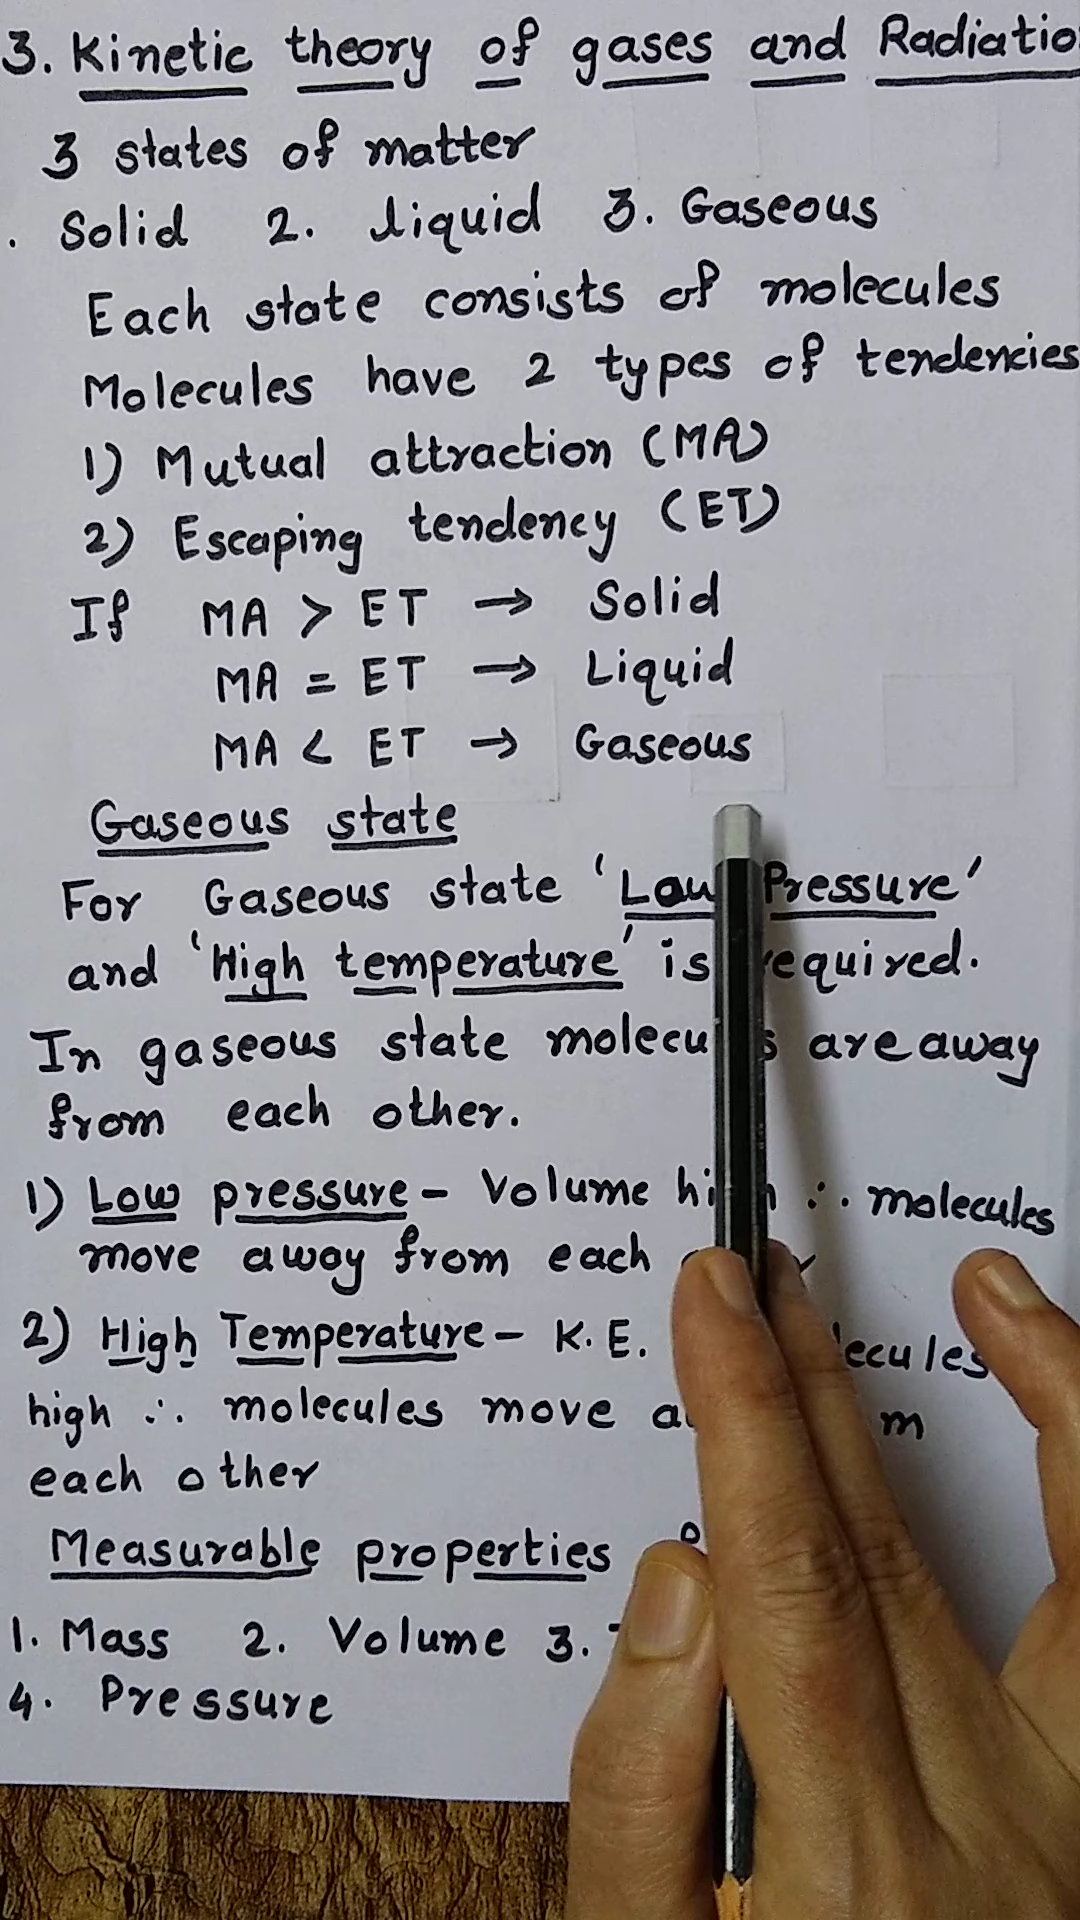 3. Kinetic theory of gases and Radiatio
3 states of matter
. Solid 2. liquid 3. Gaseous
Each state consists of molecules
Molecules have 2 types of tendencies
1) Mutual attraction (MA)
2) Escaping tendency (ET)
If MA > ET → Solid
MA = ET → Liquid
MA < ET → Gaseous
Gaseous state
For Gaseous state 'Low Pressure'
and 'High temperature' is required.
In gaseous state molecules are away
from each other.
1) Low pressure - Volume high ∴ molecules
move away from each
2) High Temperature - K.E. molecules
high ∴ molecules move
each other
Measurable properties
1. Mass 2. Volume 3.
4. Pressure